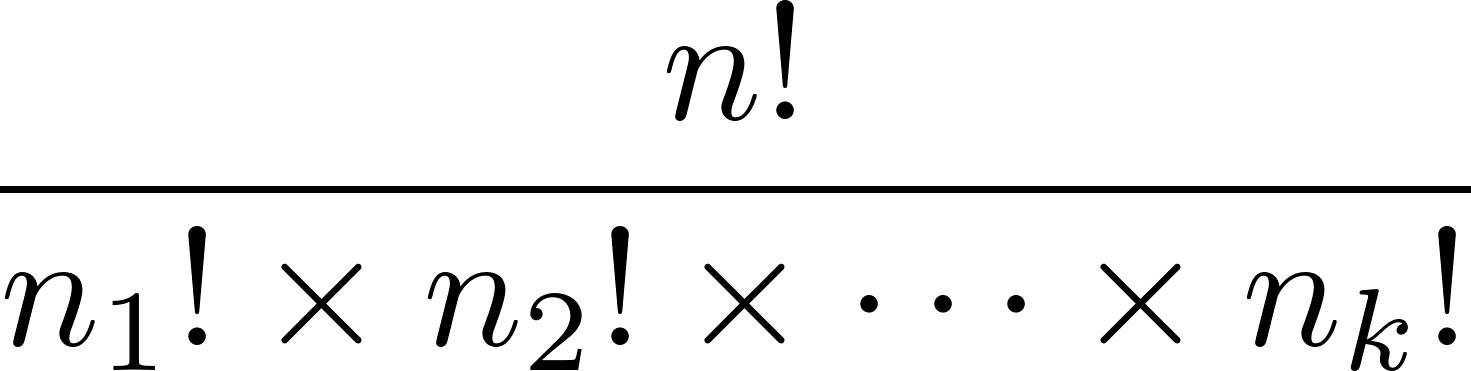 n!
n₁! × n₂! × ⋯ × nₖ!